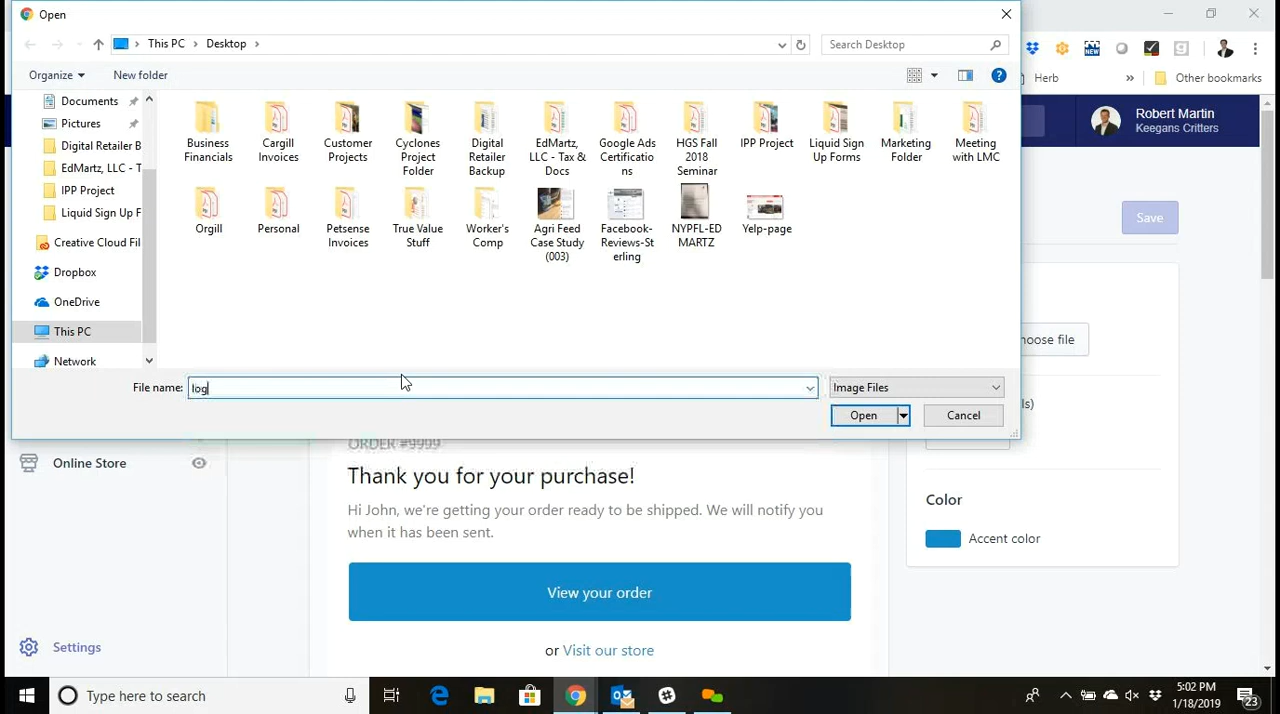 Open
This PC
Desktop
Search Desktop
Organize
New folder
Documents
Pictures
Digital Retailer B
EdMartz, LLC - T
IPP Project
Liquid Sign Up F
Creative Cloud Fil
Dropbox
OneDrive
This PC
Network
Business
Financials
Cargill
Invoices
Customer
Projects
Cyclones
Project
Folder
Digital
Retailer
Backup
EdMartz,
LLC - Tax &
Docs
Google Ads
Certificatio
ns
HGS Fall
2018
Seminar
IPP Project
Liquid Sign
Up Forms
Marketing
Folder
Meeting
with LMC
Orgill
Personal
Petsense
Invoices
True Value
Stuff
Worker's
Comp
Agri Feed
Case Study
(003)
Facebook-
Reviews-St
erling
NYPFL-ED
MARTZ
Yelp-page
File name:
log
Image Files
Open
Cancel
NEW
Herb
»
Other bookmarks
Robert Martin
Keegans Critters
Save
hoose file
ls)
Color
Accent color
Online Store
Settings
ORDER #9999
Thank you for your purchase!
Hi John, we're getting your order ready to be shipped. We will notify you
when it has been sent.
View your order
or Visit our store
Type here to search
5:02 PM
1/18/2019
23